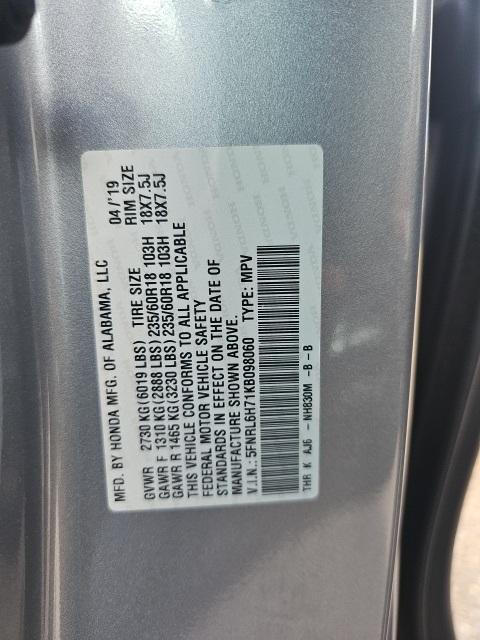 MFD. BY HONDA MFG. OF ALABAMA, LLC 04/'19
GVWR 2730 KG(6019 LBS) TIRE SIZE RIM SIZE
GAWR F 1310 KG(2888 LBS)235/60R18 103H 18X7.5J
GAWR R 1465 KG(3230 LBS)235/60R18 103H 18X7.5J
THIS VEHICLE CONFORMS TO ALL APPLICABLE
FEDERAL MOTOR VEHICLE SAFETY
STANDARDS IN EFFECT ON THE DATE OF
MANUFACTURE SHOWN ABOVE.
V.I.N.: 5FNRL6H71KB098060 TYPE: MPV
THR K AJ6 - NH830M -B -B